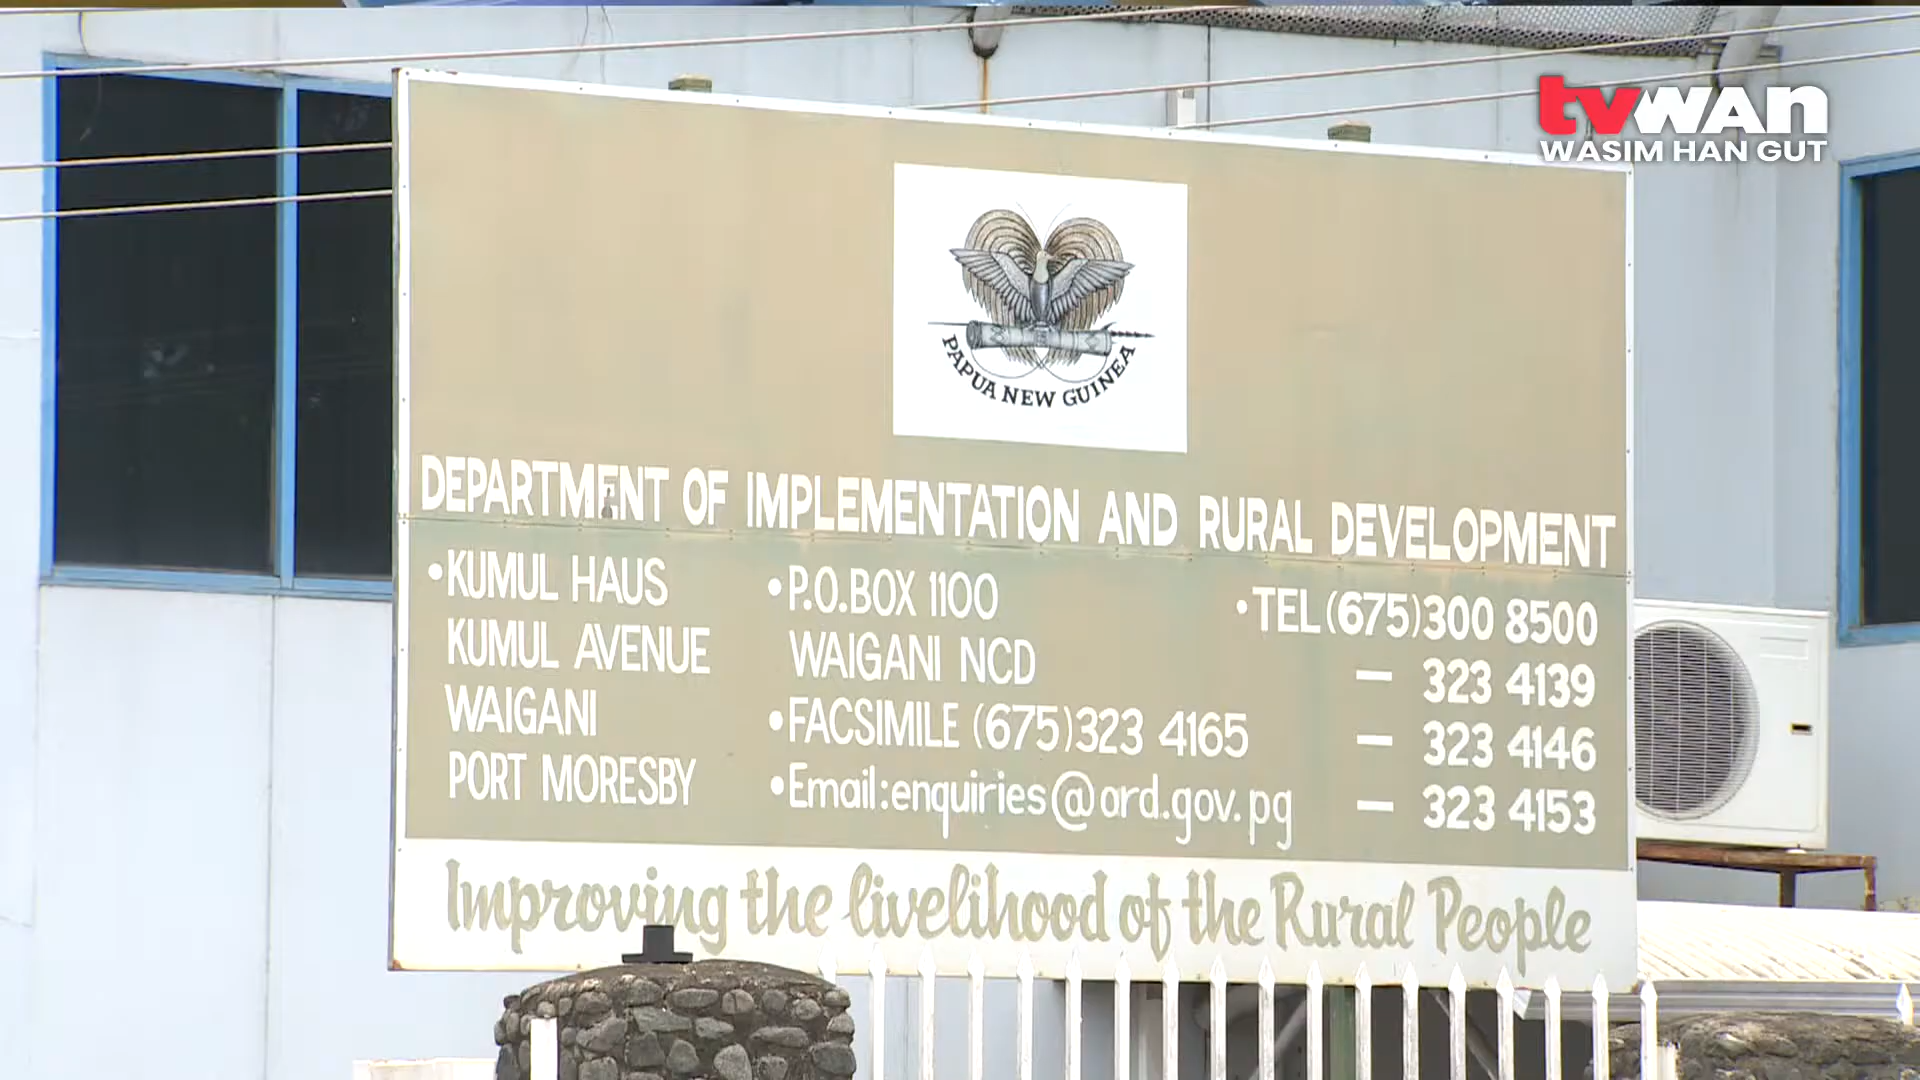 tvwan
WASIM HAN GUT
PAPUA NEW GUINEA
DEPARTMENT OF IMPLEMENTATION AND RURAL DEVELOPMENT
•KUMUL HAUS
KUMUL AVENUE
WAIGANI
PORT MORESBY
•P.O.BOX 1100
WAIGANI NCD
•FACSIMILE (675)323 4165
•Email:enquiries@ord.gov.pg
•TEL(675)300 8500
— 323 4139
— 323 4146
— 323 4153
Improving the livelihood of the Rural People